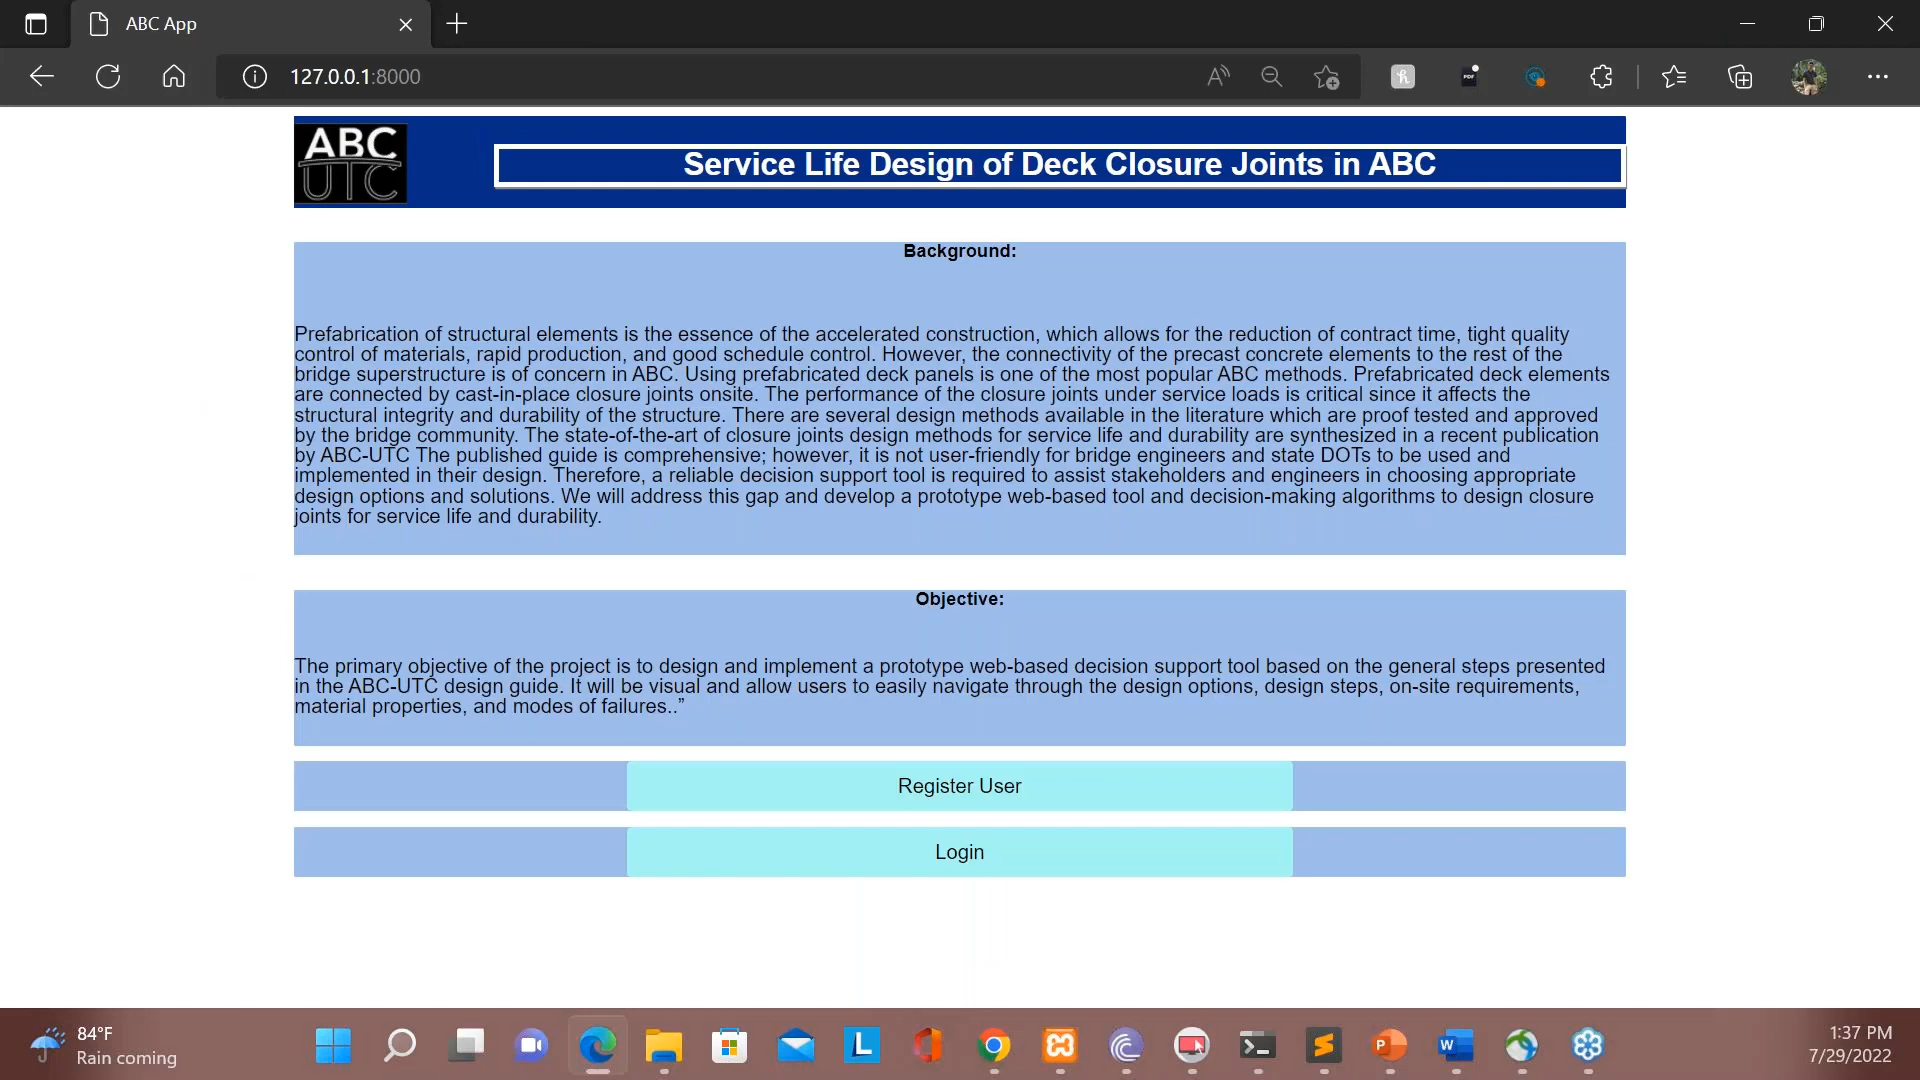 ABC App
127.0.0.1:8000
ABC
UTC
Service Life Design of Deck Closure Joints in ABC
Background:
Prefabrication of structural elements is the essence of the accelerated construction, which allows for the reduction of contract time, tight quality
control of materials, rapid production, and good schedule control. However, the connectivity of the precast concrete elements to the rest of the
bridge superstructure is of concern in ABC. Using prefabricated deck panels is one of the most popular ABC methods. Prefabricated deck elements
are connected by cast-in-place closure joints onsite. The performance of the closure joints under service loads is critical since it affects the
structural integrity and durability of the structure. There are several design methods available in the literature which are proof tested and approved
by the bridge community. The state-of-the-art of closure joints design methods for service life and durability are synthesized in a recent publication
by ABC-UTC The published guide is comprehensive; however, it is not user-friendly for bridge engineers and state DOTs to be used and
implemented in their design. Therefore, a reliable decision support tool is required to assist stakeholders and engineers in choosing appropriate
design options and solutions. We will address this gap and develop a prototype web-based tool and decision-making algorithms to design closure
joints for service life and durability.
Objective:
The primary objective of the project is to design and implement a prototype web-based decision support tool based on the general steps presented
in the ABC-UTC design guide. It will be visual and allow users to easily navigate through the design options, design steps, on-site requirements,
material properties, and modes of failures..”
Register User
Login
84°F
Rain coming
1:37 PM
7/29/2022